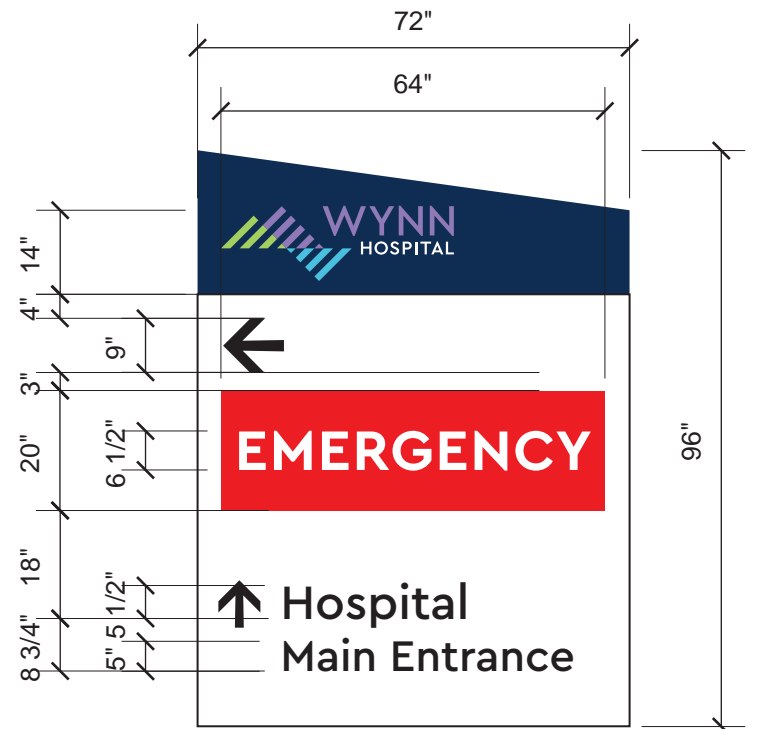 72"
64"
WYNN
HOSPITAL
14"
4"
9"
3"
20"
6 1/2"
EMERGENCY
96"
18"
5 1/2"
Hospital
8 3/4"
5"
Main Entrance